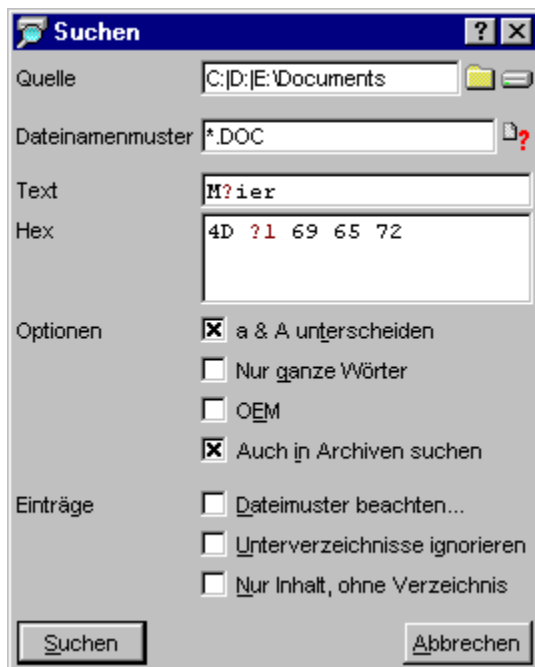 Suchen
Quelle C:|D:|E:\Documents
Dateinamenmuster *.DOC
Text M?ier
Hex 4D ?1 69 65 72
Optionen a & A unterscheiden
Nur ganze Wörter
OEM
Auch in Archiven suchen
Einträge Dateimuster beachten...
Unterverzeichnisse ignorieren
Nur Inhalt, ohne Verzeichnis
Suchen Abbrechen